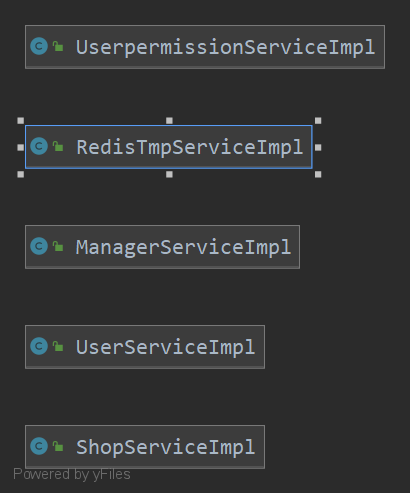 UserpermissionServiceImpl
RedisTmpServiceImpl
ManagerServiceImpl
UserServiceImpl
ShopServiceImpl
Powered by yFiles